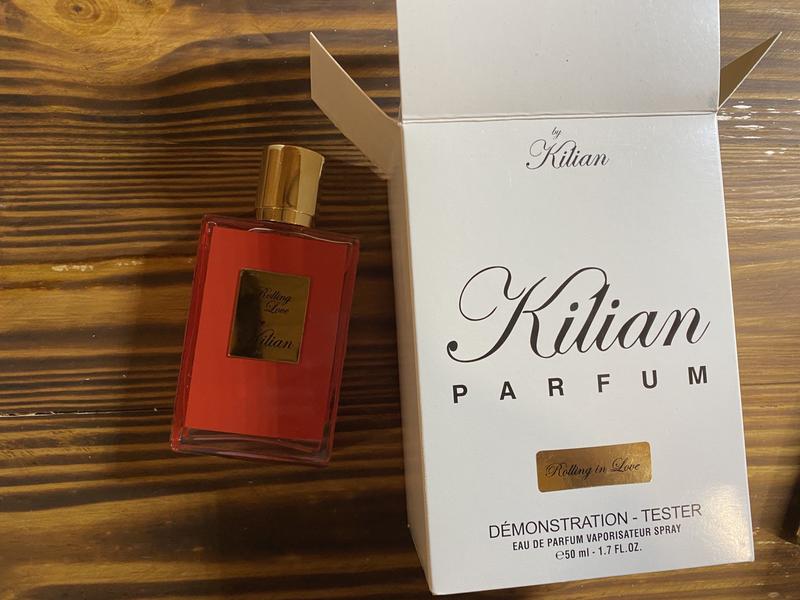 Rolling
Love
Kilian
by
Kilian
Kilian
PARFUM
Rolling in Love
DÉMONSTRATION - TESTER
EAU DE PARFUM VAPORISATEUR SPRAY
℮50 ml - 1.7 FL.OZ.